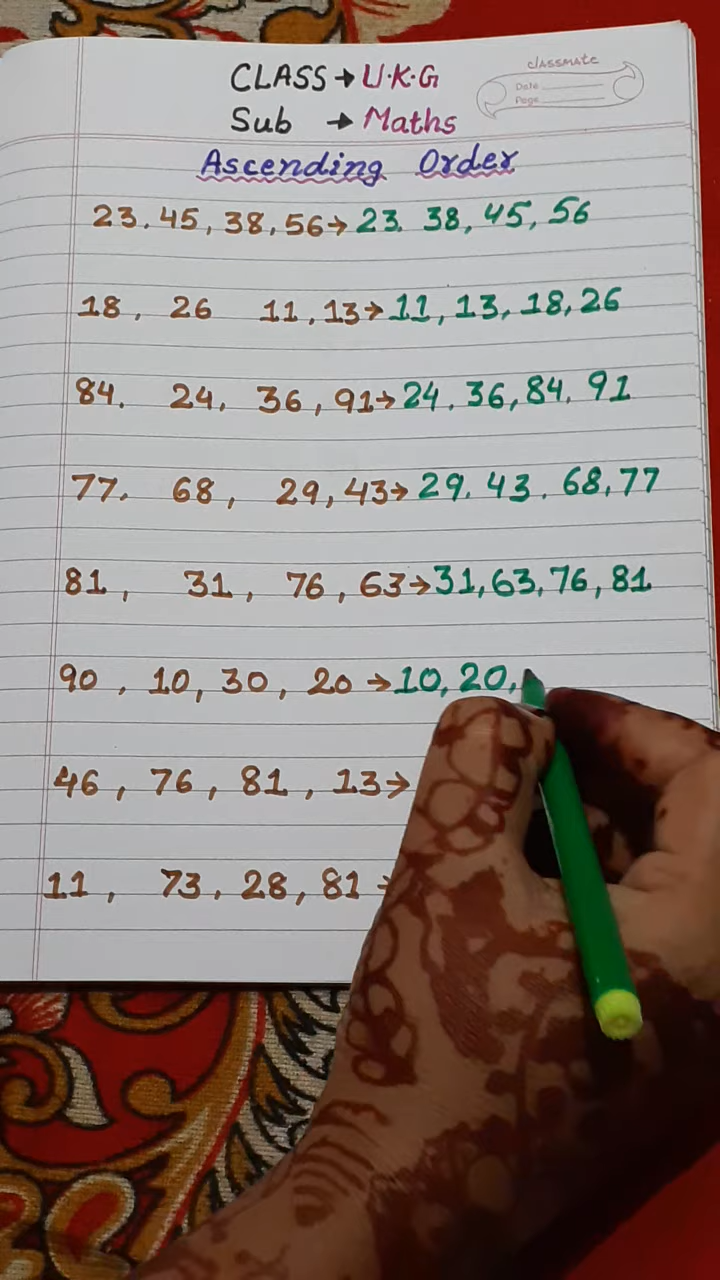 CLASS → U.K.G
classmate
Date
Page
Sub → Maths
Ascending Order
23, 45, 38, 56 → 23, 38, 45, 56
18, 26 11, 13 → 11, 13, 18, 26
84, 24, 36, 91 → 24, 36, 84, 91
77, 68, 29, 43 → 29, 43, 68, 77
81, 31, 76, 63 → 31, 63, 76, 81
90, 10, 30, 20 → 10, 20,
46, 76, 81, 13 →
11, 73, 28, 81 →